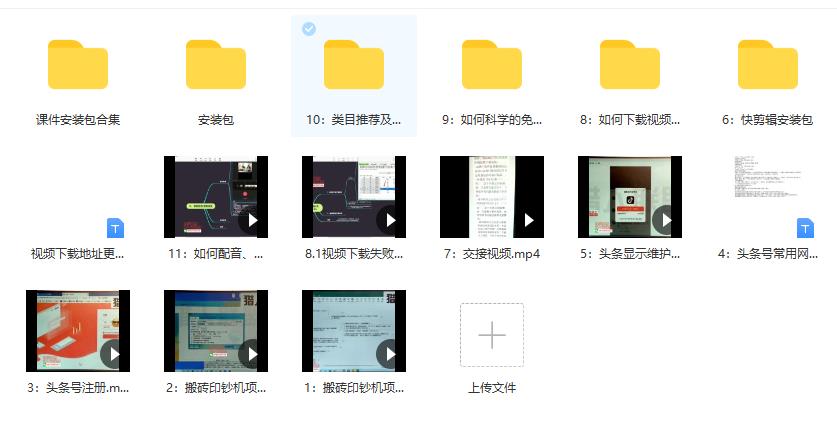 课件安装包合集
安装包
10：类目推荐及...
9：如何科学的免...
8：如何下载视频...
6：快剪辑安装包
视频下载地址更...
11：如何配音、...
8.1视频下载失败...
7：交接视频.mp4
5：头条显示维护...
4：头条号常用网...
3：头条号注册.m...
2：搬砖印钞机项...
1：搬砖印钞机项...
上传文件